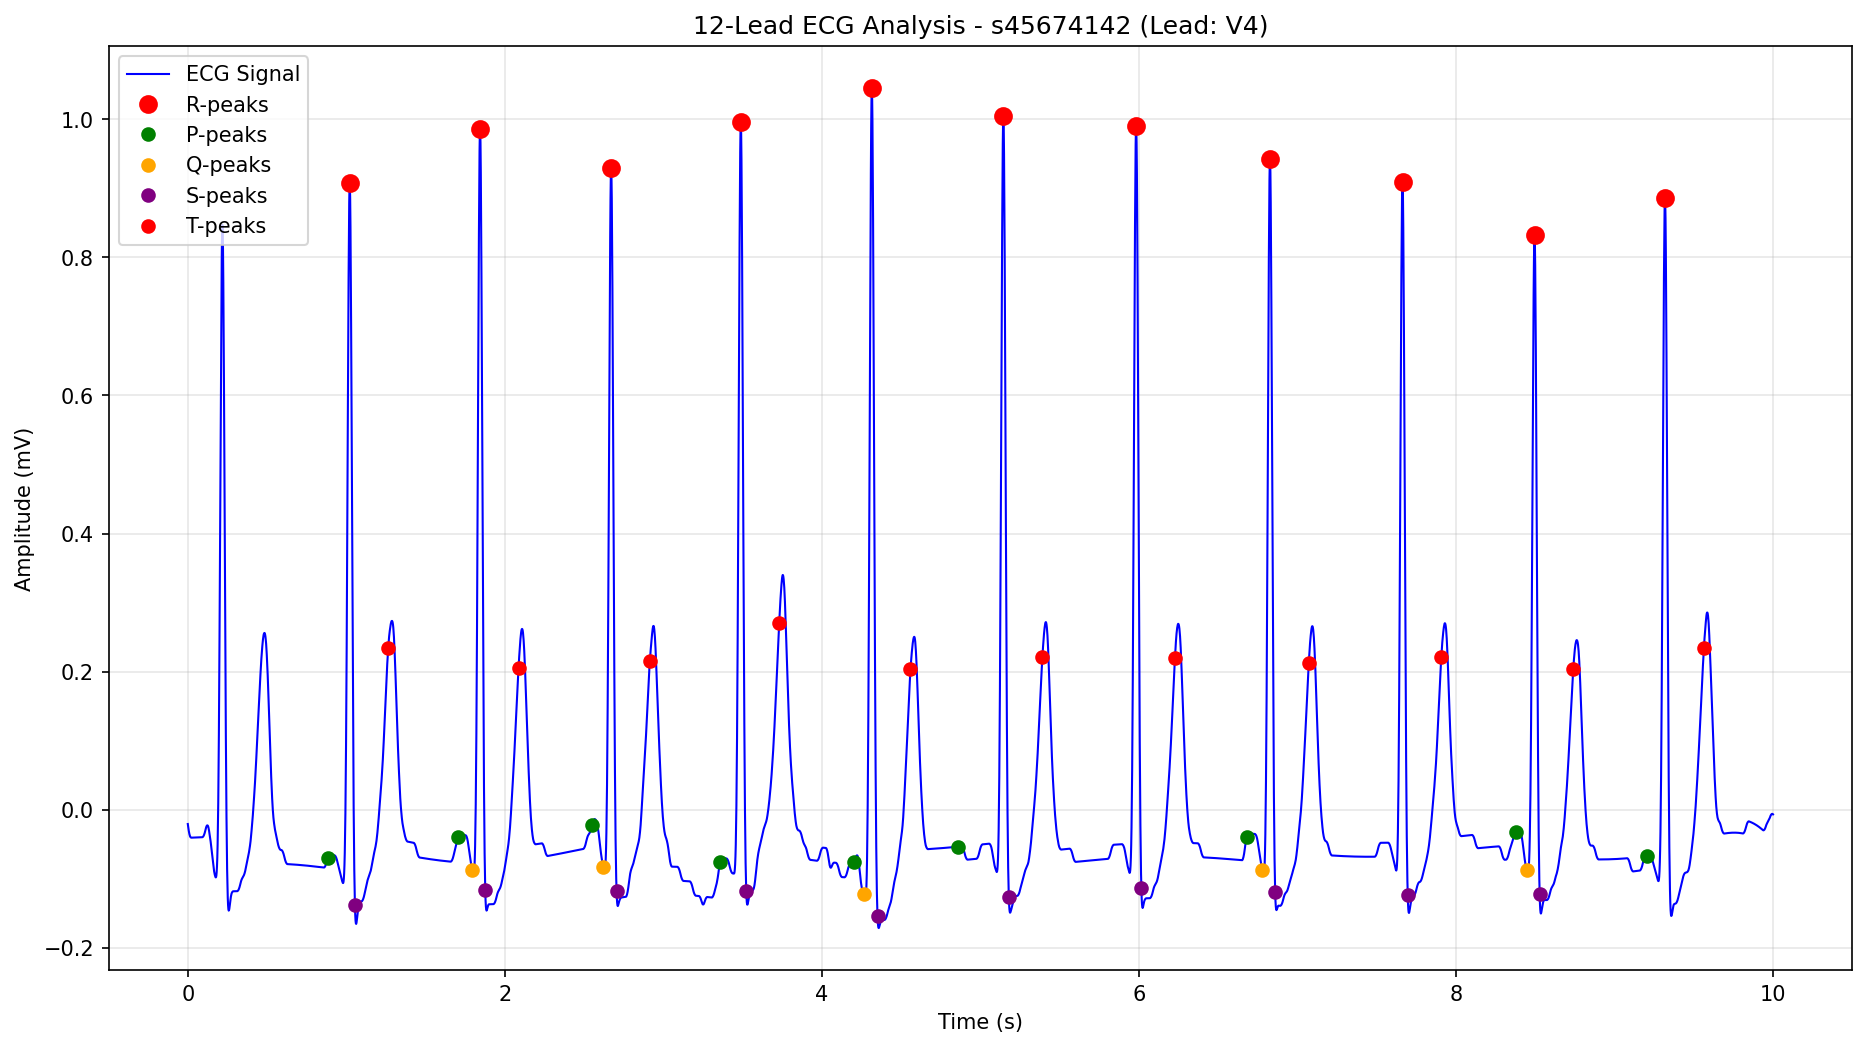 12-Lead ECG Analysis - s45674142 (Lead: V4)
ECG Signal
R-peaks
P-peaks
Q-peaks
S-peaks
T-peaks
Amplitude (mV)
1.0
0.8
0.6
0.4
0.2
0.0
−0.2
0 2 4 6 8 10
Time (s)